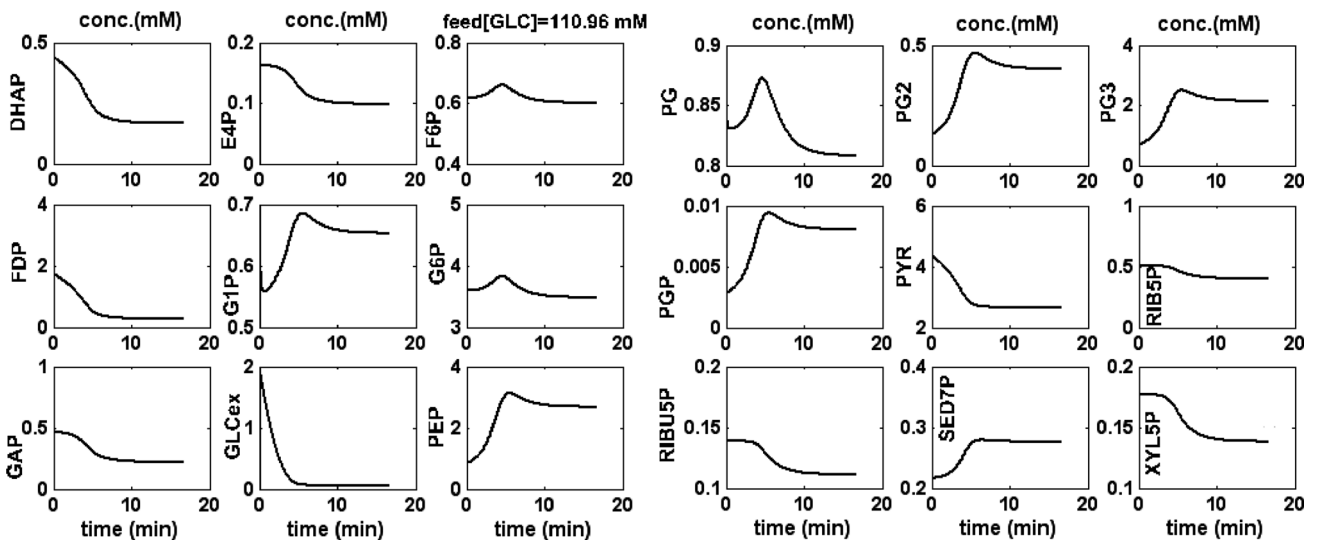 conc.(mM) conc.(mM) feed[GLC]=110.96 mM conc.(mM) conc.(mM) conc.(mM)
DHAP
0.5
0
0 10 20
E4P
0.2
0.1
0
0 10 20
F6P
0.8
0.6
0.4
0 10 20
PG
0.9
0.85
0.8
0 10 20
PG2
0.5
0
0 10 20
PG3
4
2
0
0 10 20
FDP
4
2
0
0 10 20
G1P
0.7
0.6
0.5
0 10 20
G6P
5
4
3
0 10 20
PGP
0.01
0.005
0
0 10 20
PYR
6
4
2
0 10 20
RIB5P
1
0.5
0
0 10 20
GAP
1
0.5
0
0 10 20
time (min)
GLCex
2
1
0
0 10 20
time (min)
PEP
4
2
0
0 10 20
time (min)
RIBU5P
0.2
0.15
0.1
0 10 20
time (min)
SED7P
0.4
0.3
0.2
0 10 20
time (min)
XYL5P
0.2
0.15
0.1
0 10 20
time (min)